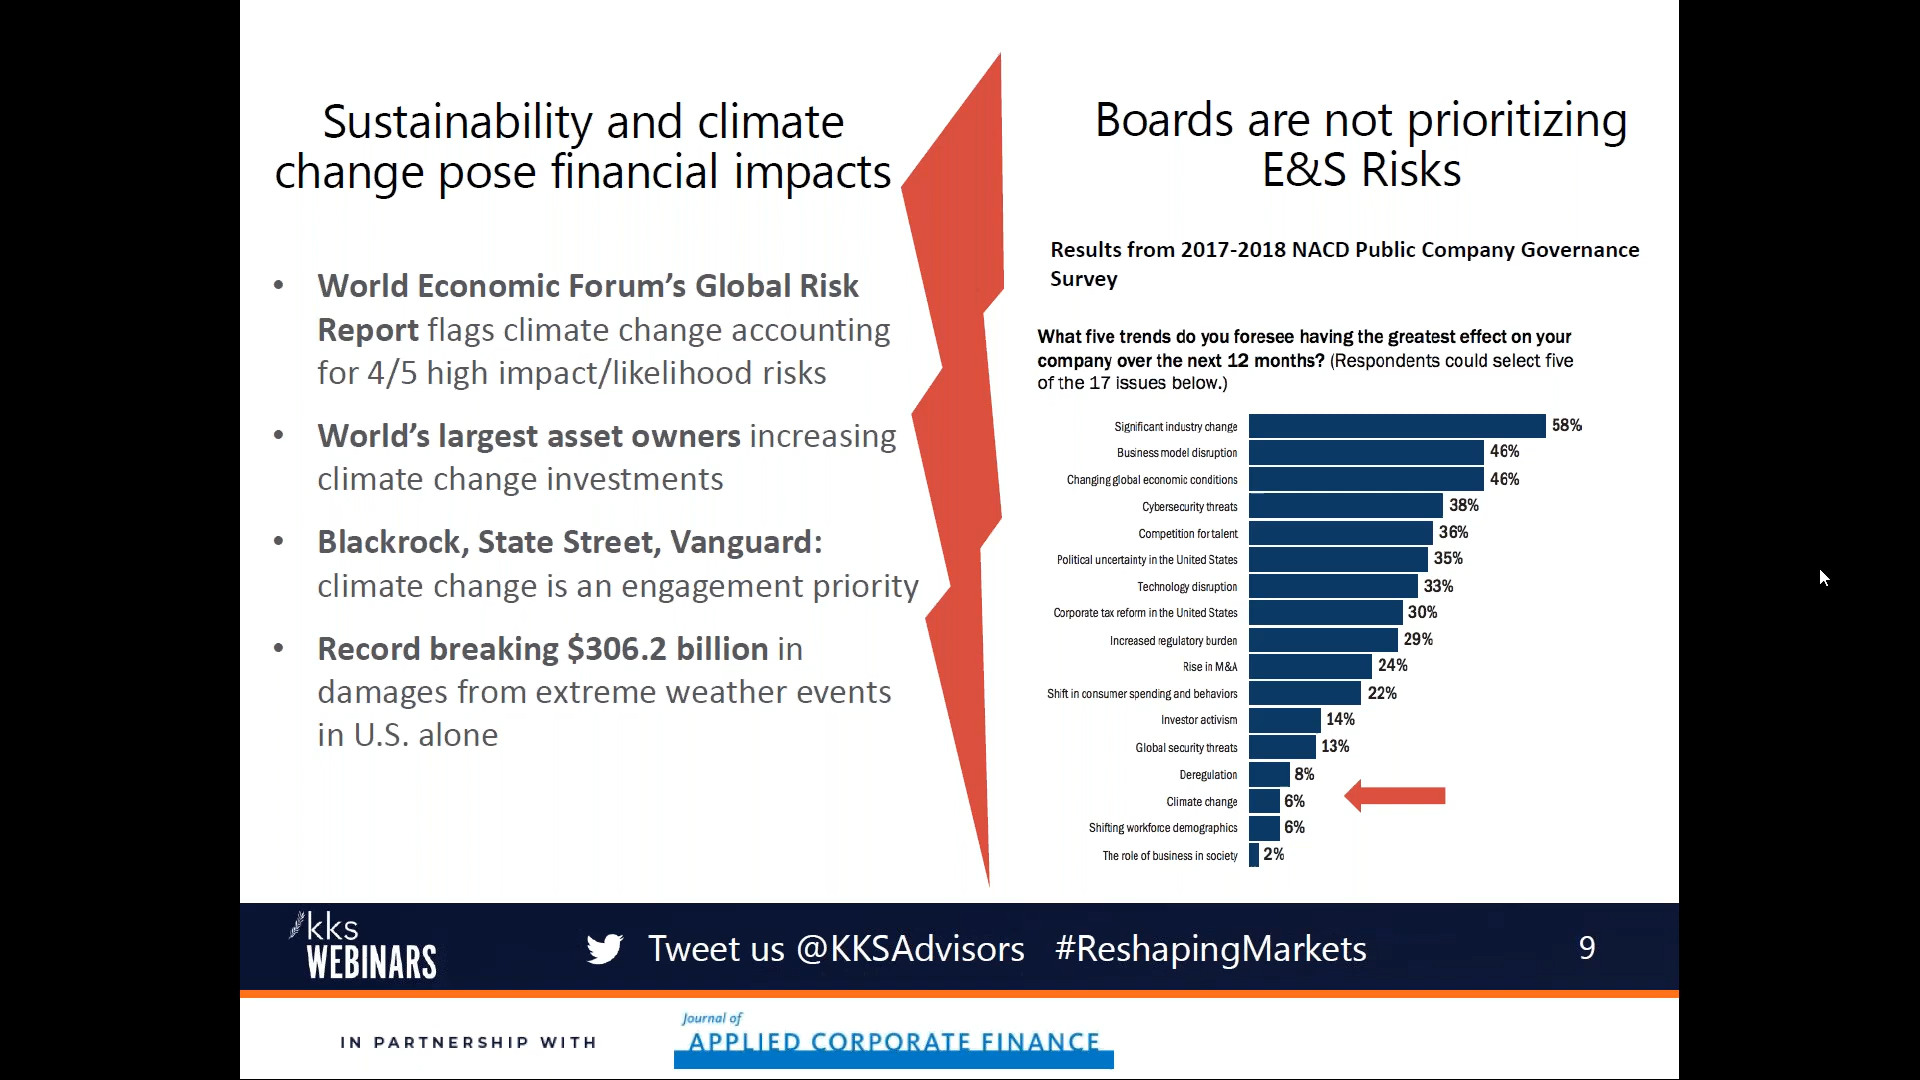 Sustainability and climate
change pose financial impacts
• World Economic Forum’s Global Risk
Report flags climate change accounting
for 4/5 high impact/likelihood risks
• World’s largest asset owners increasing
climate change investments
• Blackrock, State Street, Vanguard:
climate change is an engagement priority
• Record breaking $306.2 billion in
damages from extreme weather events
in U.S. alone
Boards are not prioritizing
E&S Risks
Results from 2017-2018 NACD Public Company Governance
Survey
What five trends do you foresee having the greatest effect on your
company over the next 12 months? (Respondents could select five
of the 17 issues below.)
Significant industry change 58%
Business model disruption 46%
Changing global economic conditions 46%
Cybersecurity threats 38%
Competition for talent 36%
Political uncertainty in the United States 35%
Technology disruption 33%
Corporate tax reform in the United States 30%
Increased regulatory burden 29%
Rise in M&A 24%
Shift in consumer spending and behaviors 22%
Investor activism 14%
Global security threats 13%
Deregulation 8%
Climate change 6%
Shifting workforce demographics 6%
The role of business in society 2%
kks
WEBINARS
Tweet us @KKSAdvisors #ReshapingMarkets
9
IN PARTNERSHIP WITH
Journal of
APPLIED CORPORATE FINANCE